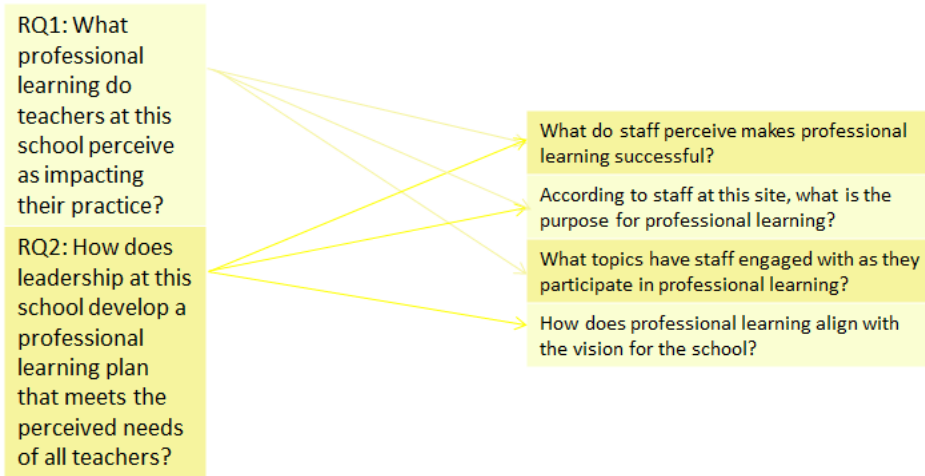 RQ1: What
professional
learning do
teachers at this
school perceive
as impacting
their practice?
RQ2: How does
leadership at this
school develop a
professional
learning plan
that meets the
perceived needs
of all teachers?
What do staff perceive makes professional
learning successful?
According to staff at this site, what is the
purpose for professional learning?
What topics have staff engaged with as they
participate in professional learning?
How does professional learning align with
the vision for the school?